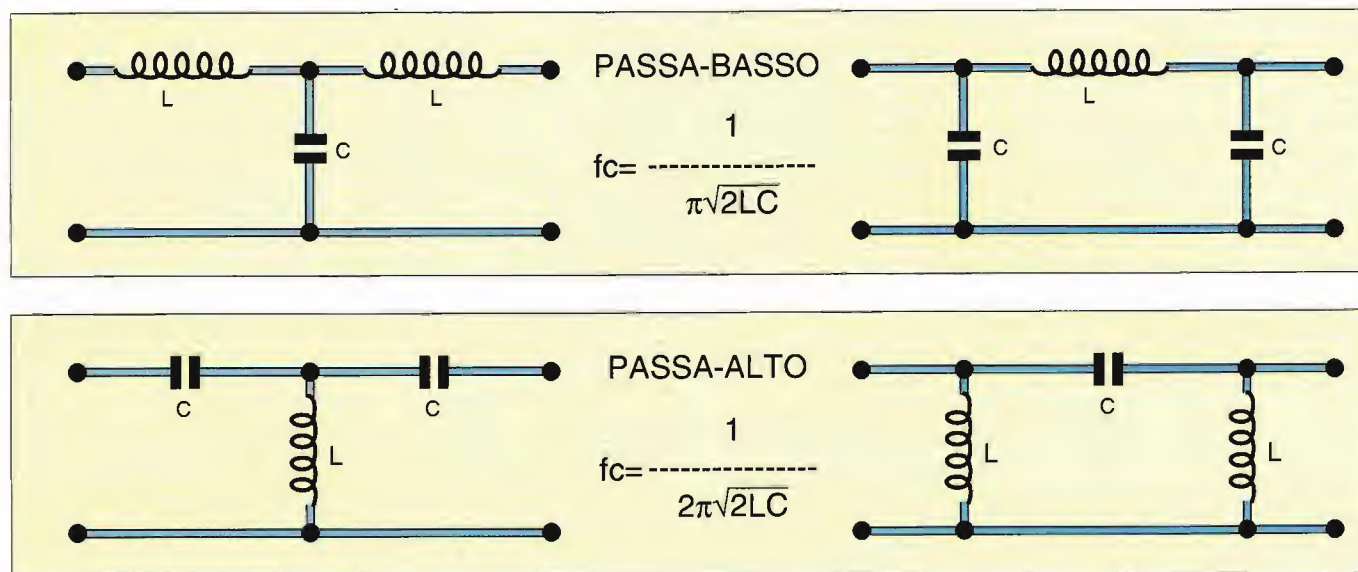 L
L
C
PASSA-BASSO
fc= 1 / π√2LC
L
C
C
C
C
L
PASSA-ALTO
fc= 1 / 2π√2LC
C
L
L